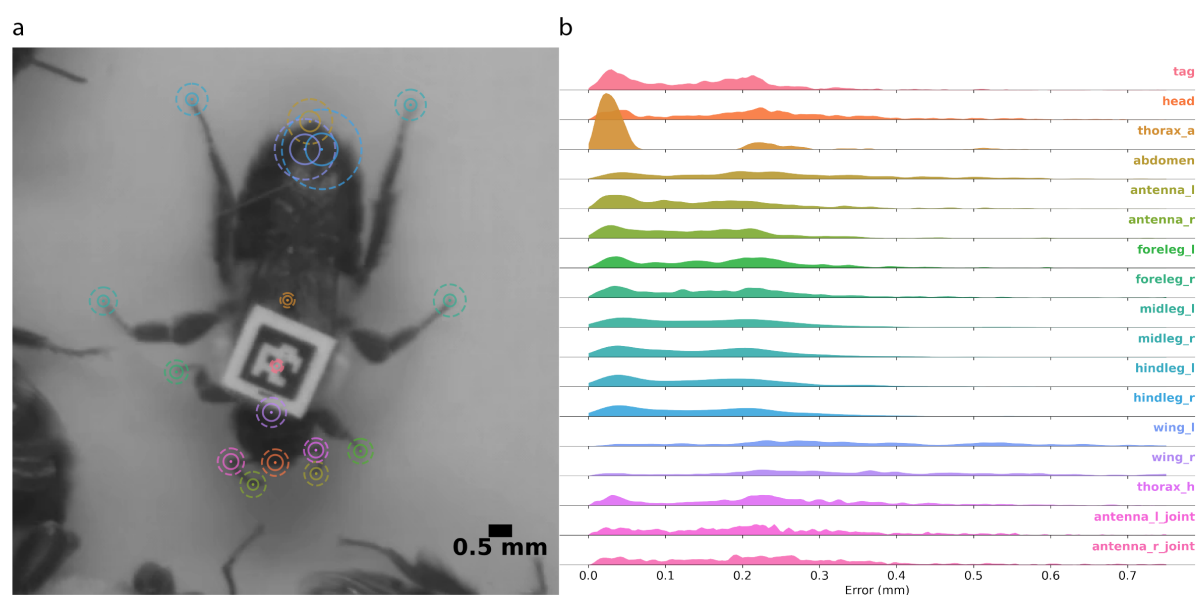 a
b
0.5 mm
tag
head
thorax_a
abdomen
antenna_l
antenna_r
foreleg_l
foreleg_r
midleg_l
midleg_r
hindleg_l
hindleg_r
wing_l
wing_r
thorax_h
antenna_l_joint
antenna_r_joint
0.0 0.1 0.2 0.3 0.4 0.5 0.6 0.7
Error (mm)